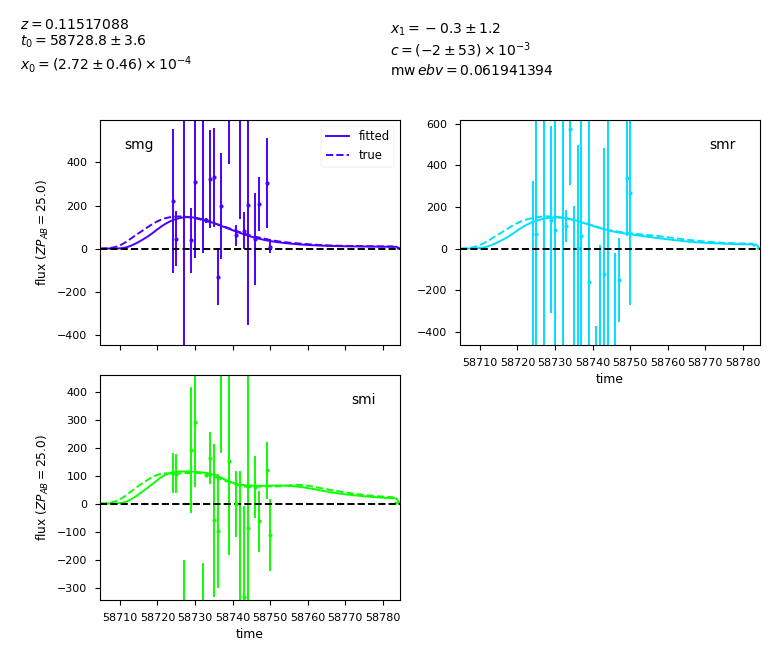 z = 0.11517088
t₀ = 58728.8 ± 3.6
x₀ = (2.72 ± 0.46) × 10⁻⁴
x₁ = −0.3 ± 1.2
c = (−2 ± 53) × 10⁻³
mw ebv = 0.061941394
smg
fitted
true
400
200
0
−200
−400
flux (ZP_AB = 25.0)
smr
600
400
200
0
−200
−400
58710 58720 58730 58740 58750 58760 58770 58780
time
smi
400
300
200
100
0
−100
−200
−300
flux (ZP_AB = 25.0)
58710 58720 58730 58740 58750 58760 58770 58780
time